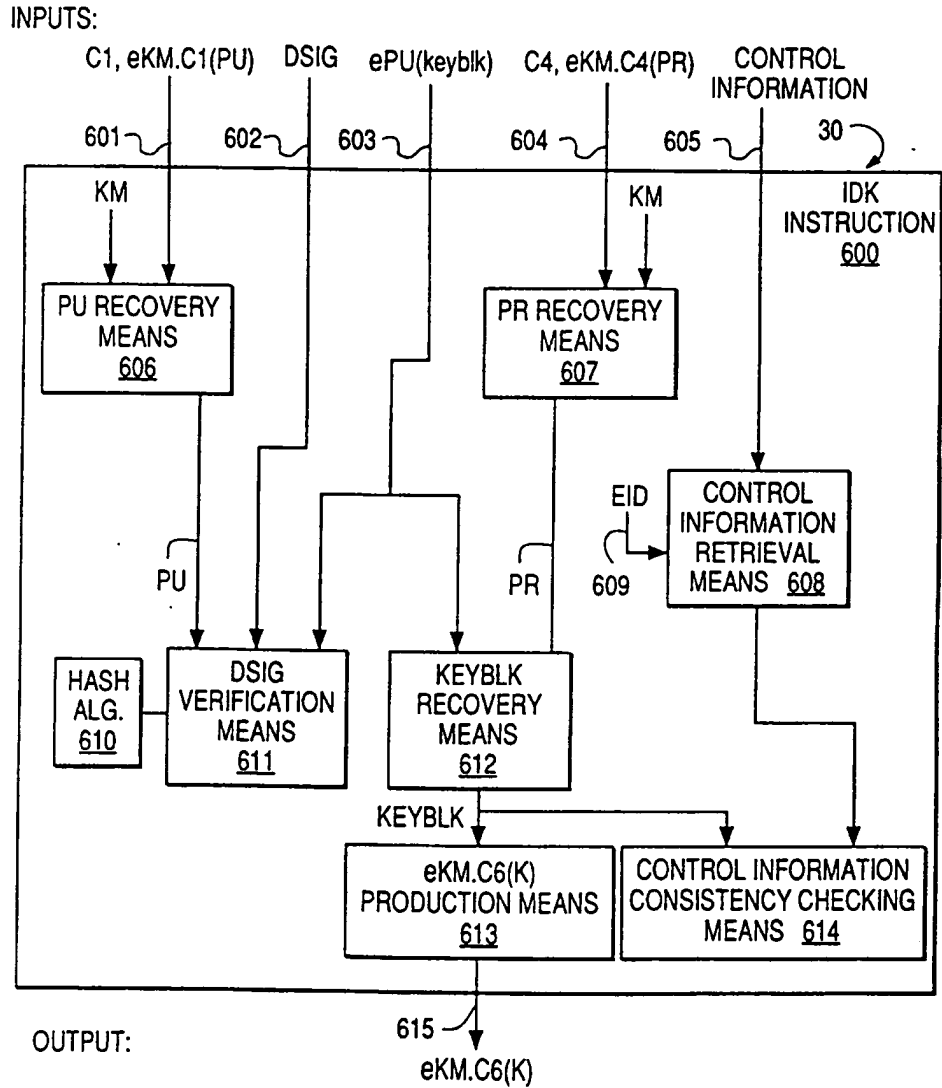 INPUTS:
C1, eKM.C1(PU)
DSIG
ePU(keyblk)
C4, eKM.C4(PR)
CONTROL
INFORMATION
601
602
603
604
605
30
KM
KM
IDK
INSTRUCTION
600
PU RECOVERY
MEANS
606
PR RECOVERY
MEANS
607
EID
609
CONTROL
INFORMATION
RETRIEVAL
MEANS 608
PU
PR
HASH
ALG.
610
DSIG
VERIFICATION
MEANS
611
KEYBLK
RECOVERY
MEANS
612
KEYBLK
eKM.C6(K)
PRODUCTION MEANS
613
CONTROL INFORMATION
CONSISTENCY CHECKING
MEANS 614
615
OUTPUT:
eKM.C6(K)